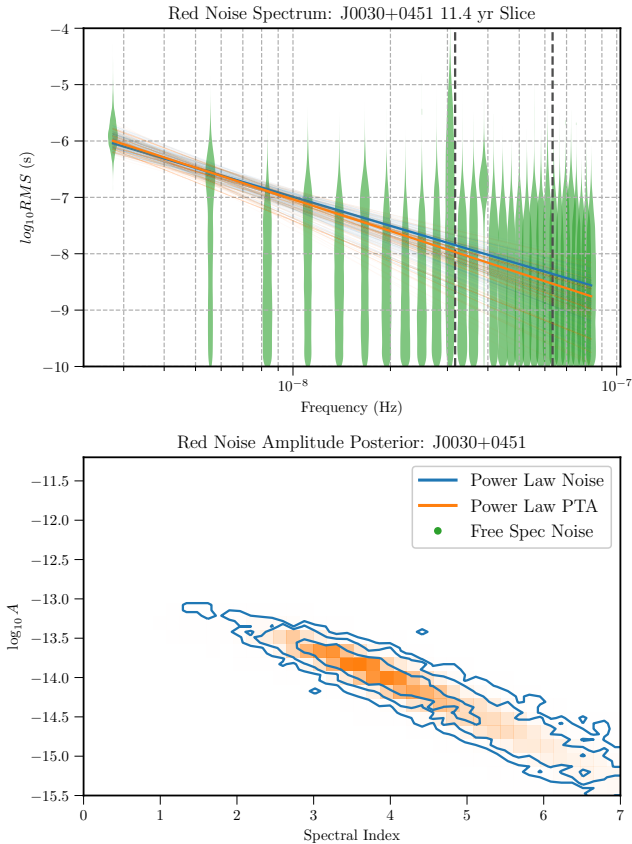 Red Noise Spectrum: J0030+0451 11.4 yr Slice
−4
−5
−6
−7
−8
−9
−10
log₁₀RMS (s)
10⁻⁸
10⁻⁷
Frequency (Hz)
Red Noise Amplitude Posterior: J0030+0451
−11.5
−12.0
−12.5
−13.0
−13.5
−14.0
−14.5
−15.0
−15.5
log₁₀ A
Power Law Noise
Power Law PTA
Free Spec Noise
0 1 2 3 4 5 6 7
Spectral Index